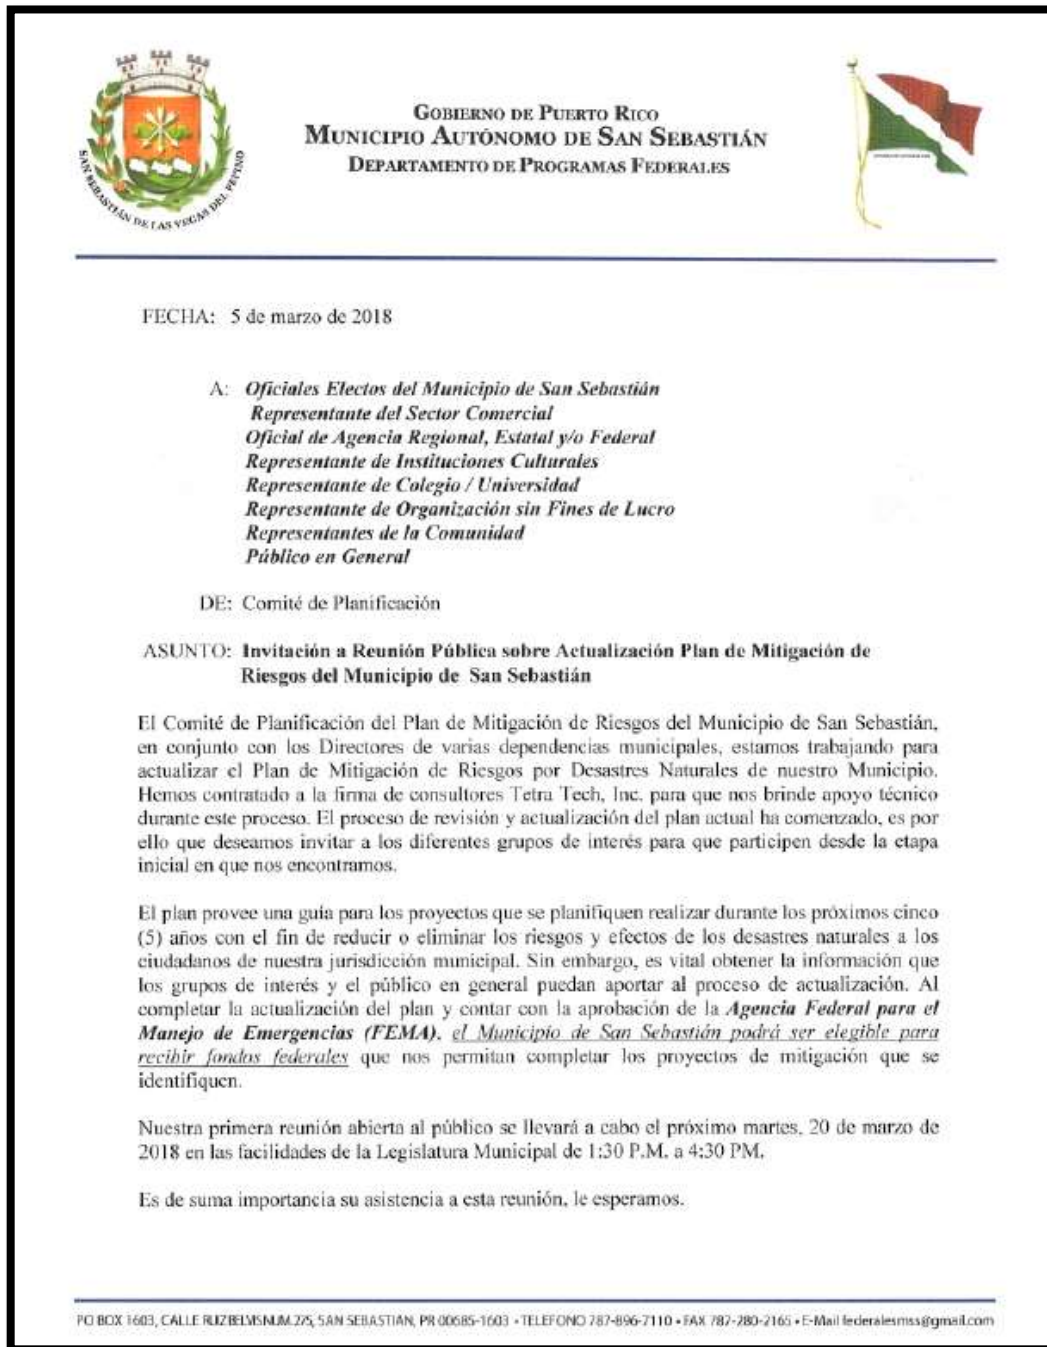 GOBIERNO DE PUERTO RICO
MUNICIPIO AUTÓNOMO DE SAN SEBASTIÁN
DEPARTAMENTO DE PROGRAMAS FEDERALES
SAN SEBASTIÁN DE LAS VEGAS DEL PEPINO
FECHA: 5 de marzo de 2018
A: Oficiales Electos del Municipio de San Sebastián
Representante del Sector Comercial
Oficial de Agencia Regional, Estatal y/o Federal
Representante de Instituciones Culturales
Representante de Colegio / Universidad
Representante de Organización sin Fines de Lucro
Representantes de la Comunidad
Público en General
DE: Comité de Planificación
ASUNTO: Invitación a Reunión Pública sobre Actualización Plan de Mitigación de
Riesgos del Municipio de San Sebastián
El Comité de Planificación del Plan de Mitigación de Riesgos del Municipio de San Sebastián,
en conjunto con los Directores de varias dependencias municipales, estamos trabajando para
actualizar el Plan de Mitigación de Riesgos por Desastres Naturales de nuestro Municipio.
Hemos contratado a la firma de consultores Tetra Tech, Inc. para que nos brinde apoyo técnico
durante este proceso. El proceso de revisión y actualización del plan actual ha comenzado, es por
ello que deseamos invitar a los diferentes grupos de interés para que participen desde la etapa
inicial en que nos encontramos.
El plan provee una guía para los proyectos que se planifiquen realizar durante los próximos cinco
(5) años con el fin de reducir o eliminar los riesgos y efectos de los desastres naturales a los
ciudadanos de nuestra jurisdicción municipal. Sin embargo, es vital obtener la información que
los grupos de interés y el público en general puedan aportar al proceso de actualización. Al
completar la actualización del plan y contar con la aprobación de la Agencia Federal para el
Manejo de Emergencias (FEMA), el Municipio de San Sebastián podrá ser elegible para
recibir fondos federales que nos permitan completar los proyectos de mitigación que se
identifiquen.
Nuestra primera reunión abierta al público se llevará a cabo el próximo martes, 20 de marzo de
2018 en las facilidades de la Legislatura Municipal de 1:30 P.M. a 4:30 PM.
Es de suma importancia su asistencia a esta reunión, le esperamos.
PO BOX 1603, CALLE RUIZ BELVIS NUM. 275, SAN SEBASTIAN, PR 00685-1603 • TELEFONO 787-896-7110 • FAX 787-280-2165 • E-Mail federalesmss@gmail.com